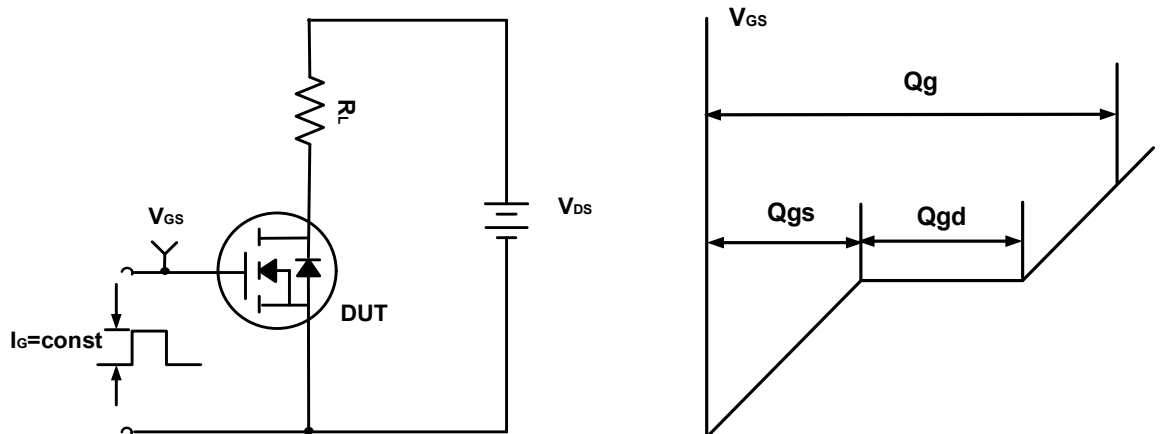 RL
VDS
VGS
DUT
IG=const
VGS
Qg
Qgs
Qgd